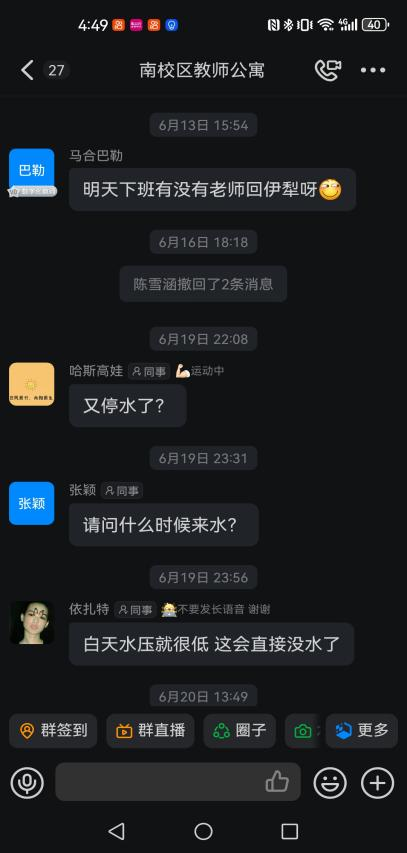 4:49
4G
40
27
南校区教师公寓
6月13日 15:54
马合巴勒
巴勒
明天下班有没有老师回伊犁呀
6月16日 18:18
陈雪涵撤回了2条消息
6月19日 22:08
哈斯高娃 同事 运动中
又停水了?
6月19日 23:31
张颖 同事
张颖
请问什么时候来水?
6月19日 23:56
依扎特 同事 不要发长语音 谢谢
白天水压就很低 这会直接没水了
6月20日 13:49
群签到
群直播
圈子
更多